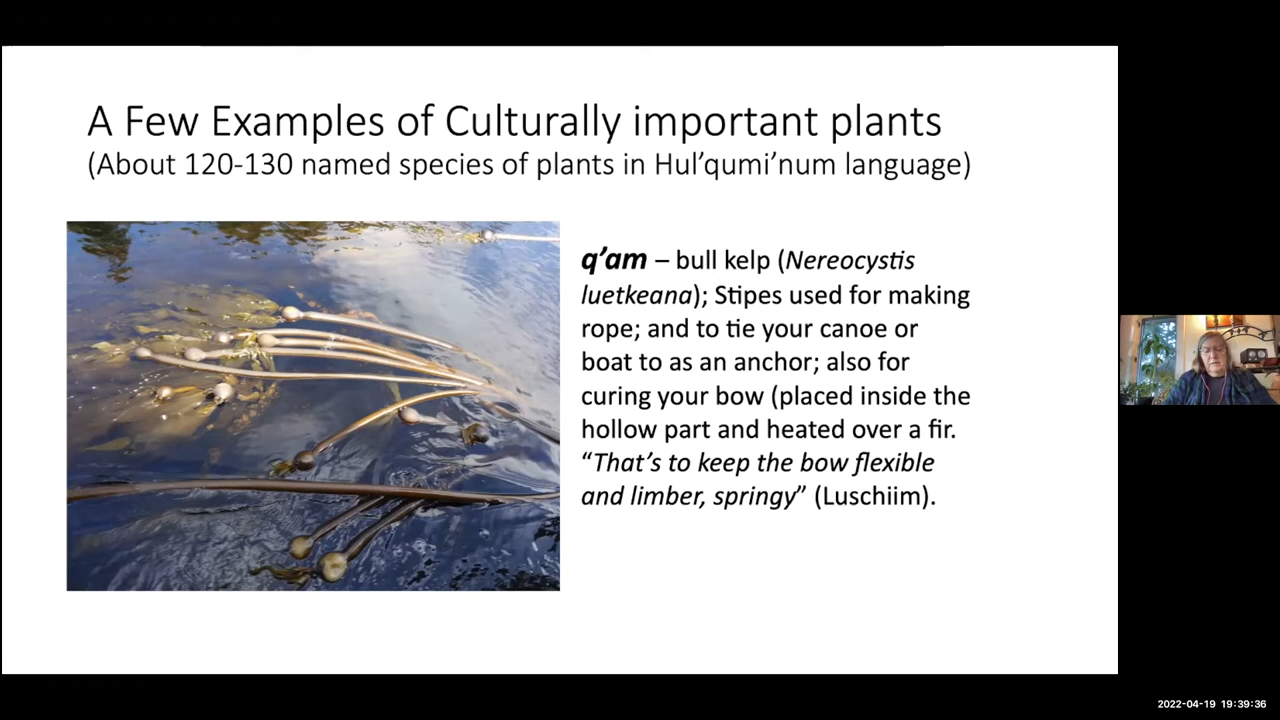 A Few Examples of Culturally important plants
(About 120-130 named species of plants in Hul’qumi’num language)
q’am – bull kelp (Nereocystis
luetkeana); Stipes used for making
rope; and to tie your canoe or
boat to as an anchor; also for
curing your bow (placed inside the
hollow part and heated over a fir.
“That’s to keep the bow flexible
and limber, springy” (Luschiim).
2022-04-19 19:39:36